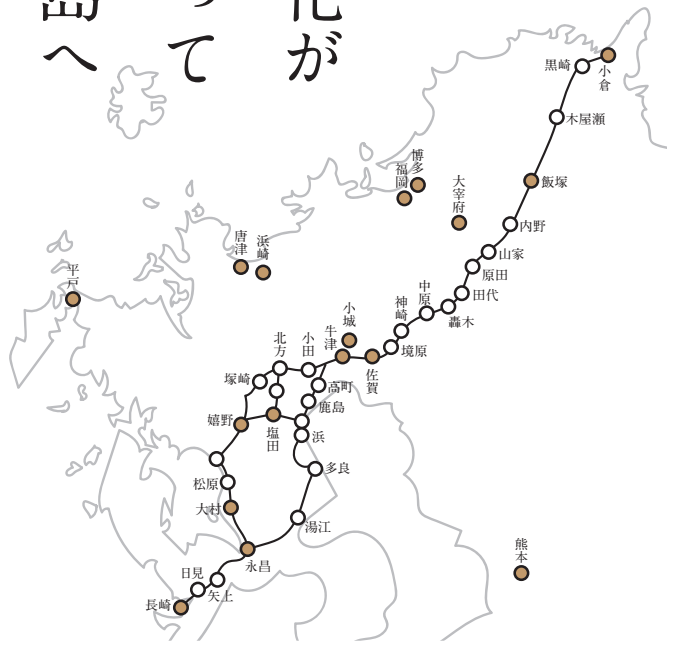 化が
って
島へ
小倉
黒崎
木屋瀬
飯塚
内野
山家
原田
田代
轟木
中原
神崎
境原
佐賀
小城
牛津
小田
北方
塚崎
嬉野
塩田
高町
鹿島
浜
多良
湯江
松原
大村
永昌
矢上
日見
長崎
博多
福岡
大宰府
唐津
浜崎
平戸
熊本